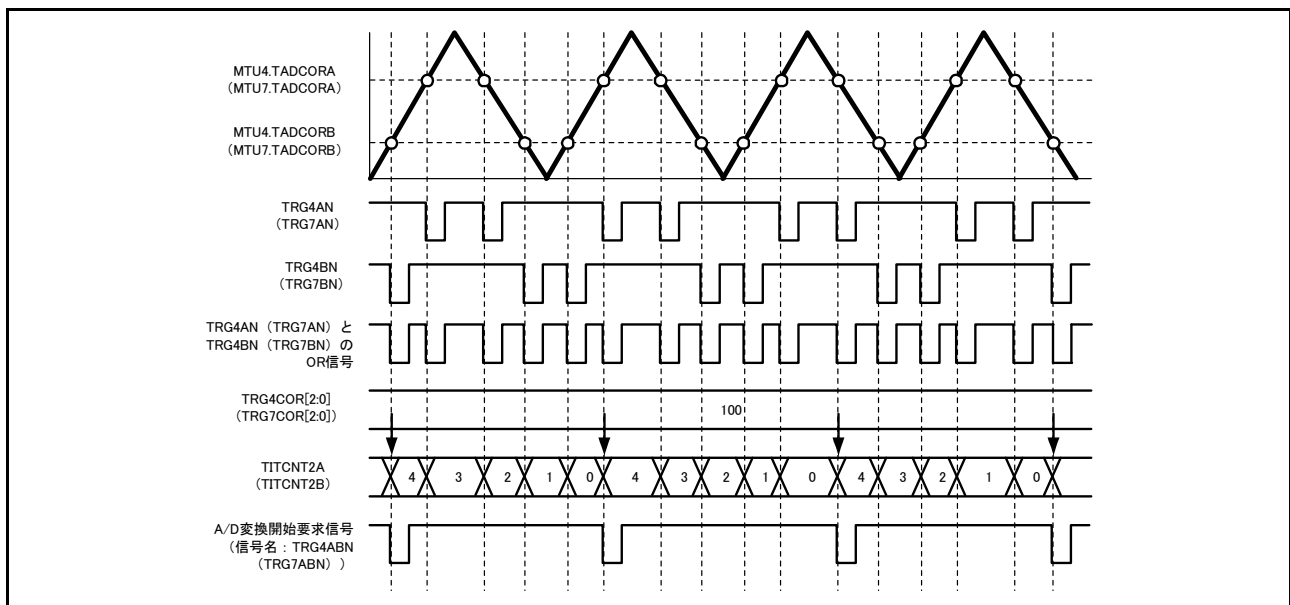 MTU4.TADCORA
（MTU7.TADCORA）
MTU4.TADCORB
（MTU7.TADCORB）
TRG4AN
（TRG7AN）
TRG4BN
（TRG7BN）
TRG4AN（TRG7AN）と
TRG4BN（TRG7BN）の
OR信号
TRG4COR[2:0]
（TRG7COR[2:0]）
100
TITCNT2A
（TITCNT2B）
4 3 2 1 0 4 3 2 1 0 4 3 2 1 0
A/D変換開始要求信号
（信号名：TRG4ABN
（TRG7ABN））